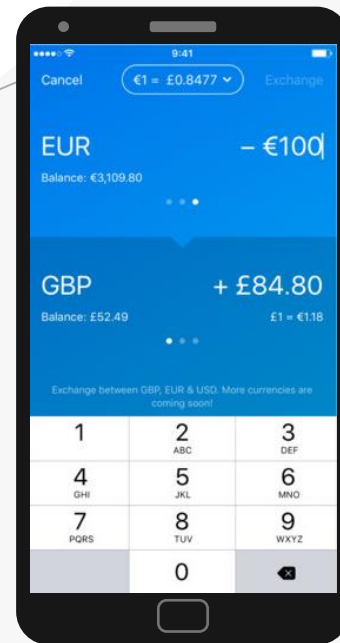 9:41
Cancel
€1 = £0.8477
Exchange
EUR
− €100
Balance: €3,109.80
GBP
+ £84.80
Balance: £52.49
£1 = €1.18
Exchange between GBP, EUR & USD. More currencies are
coming soon!
1
2
ABC
3
DEF
4
GHI
5
JKL
6
MNO
7
PQRS
8
TUV
9
WXYZ
0